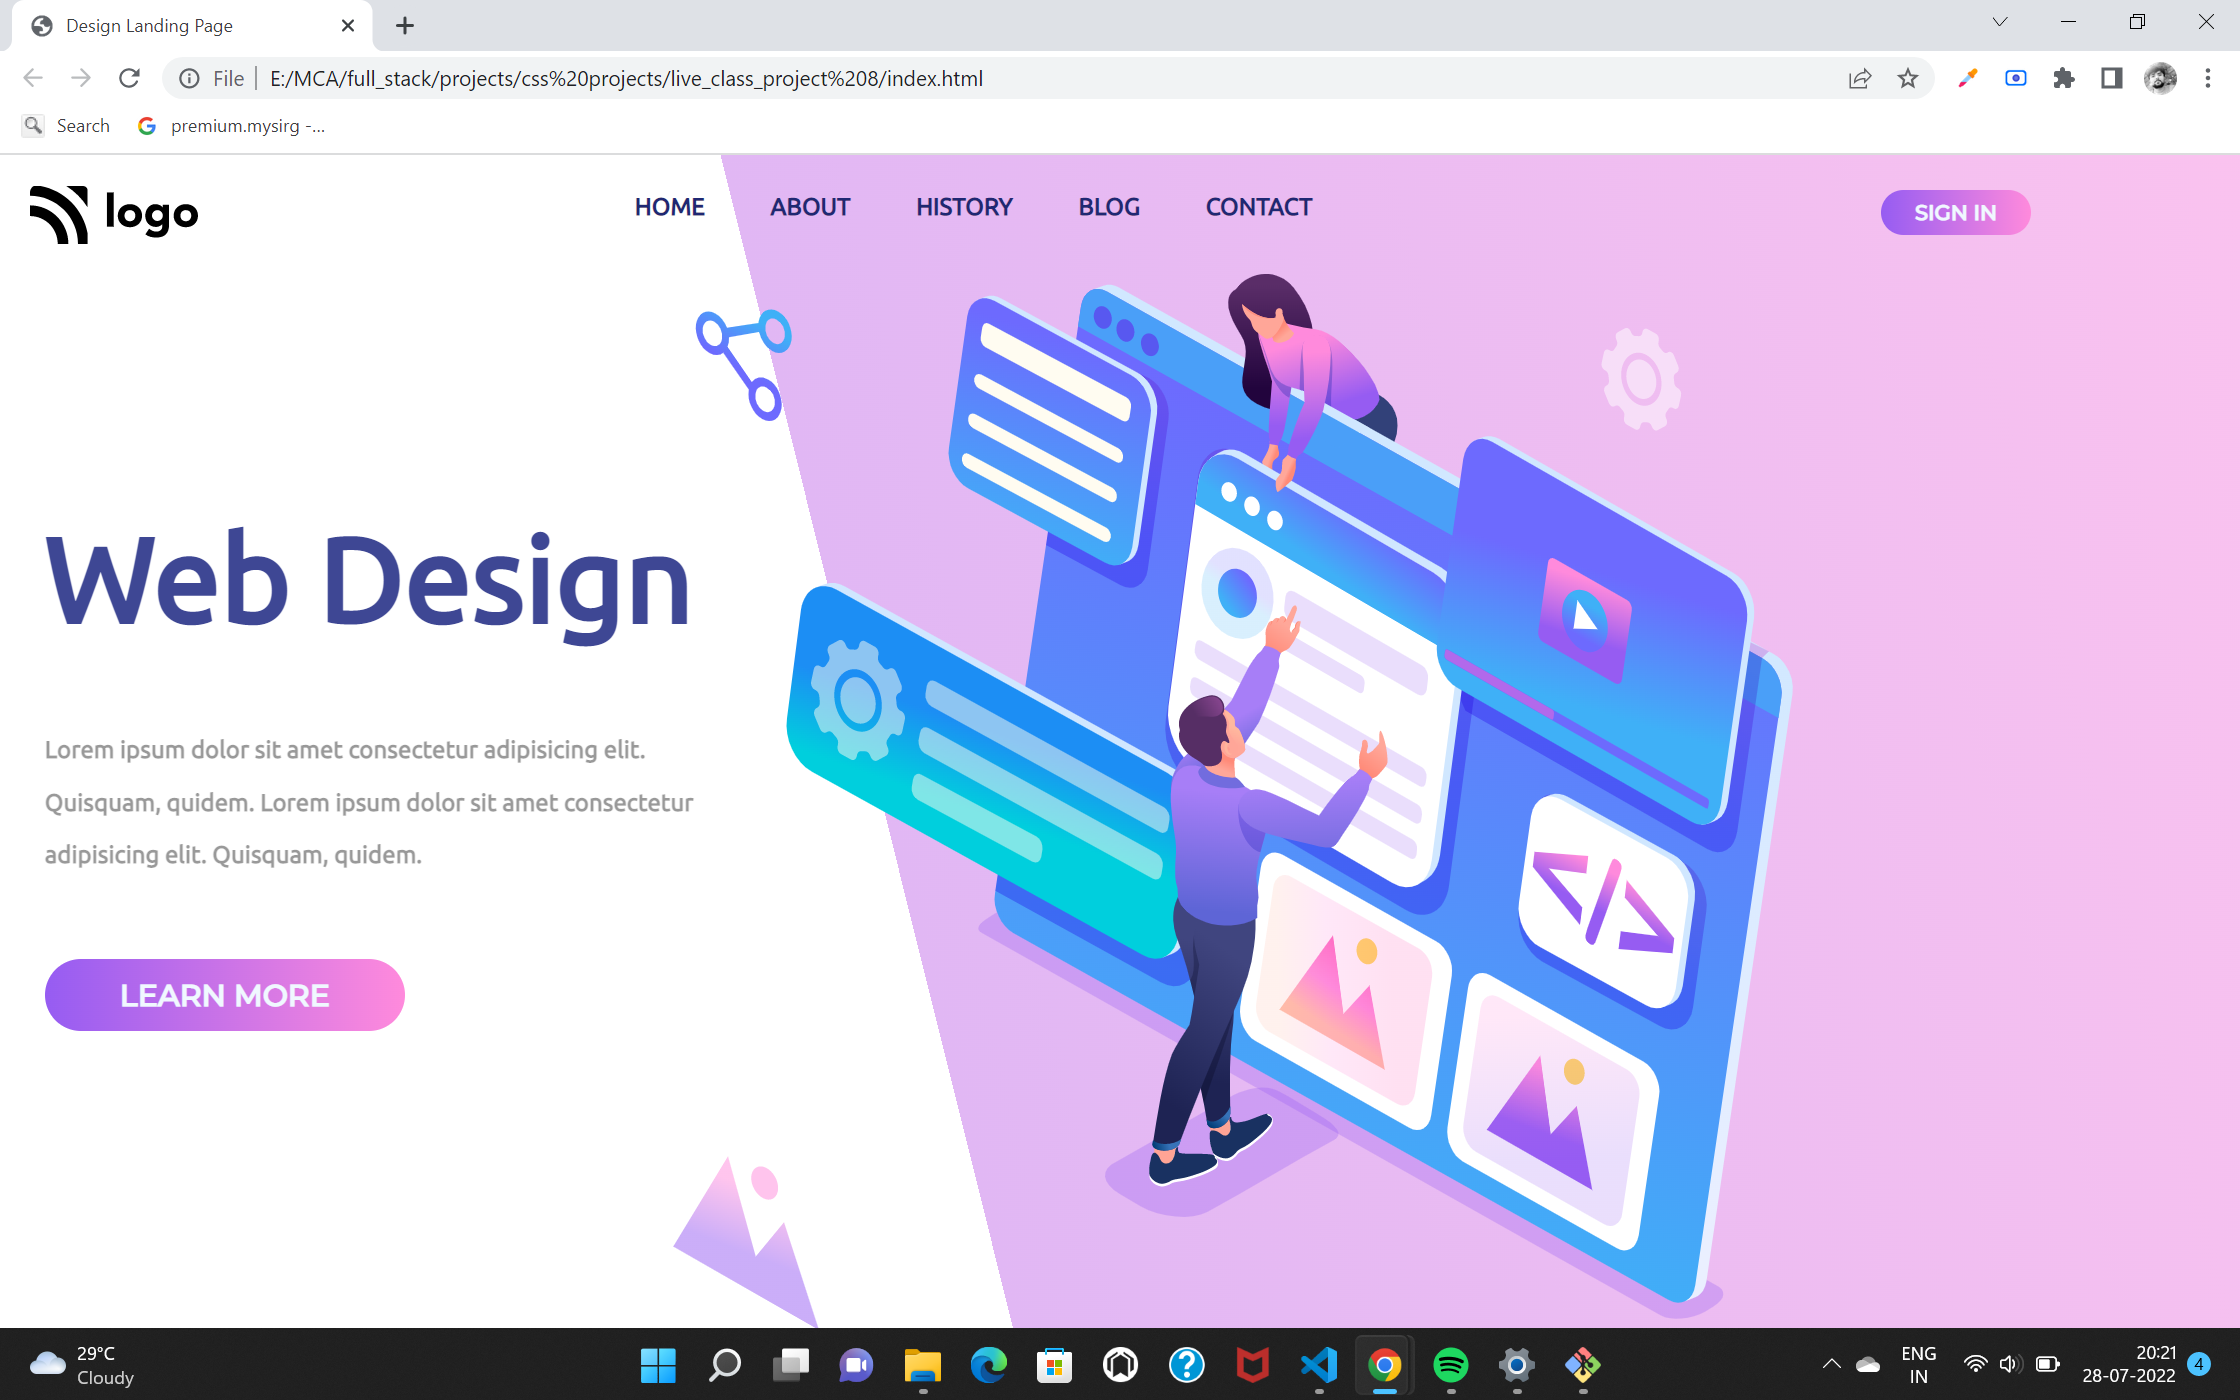 Design Landing Page
File
E:/MCA/full_stack/projects/css%20projects/live_class_project%208/index.html
Search
premium.mysirg -...
logo
HOME ABOUT HISTORY BLOG CONTACT
SIGN IN
Web Design
Lorem ipsum dolor sit amet consectetur adipisicing elit.
Quisquam, quidem. Lorem ipsum dolor sit amet consectetur
adipisicing elit. Quisquam, quidem.
LEARN MORE
</>
29°C
Cloudy
ENG
IN
20:21
28-07-2022
4